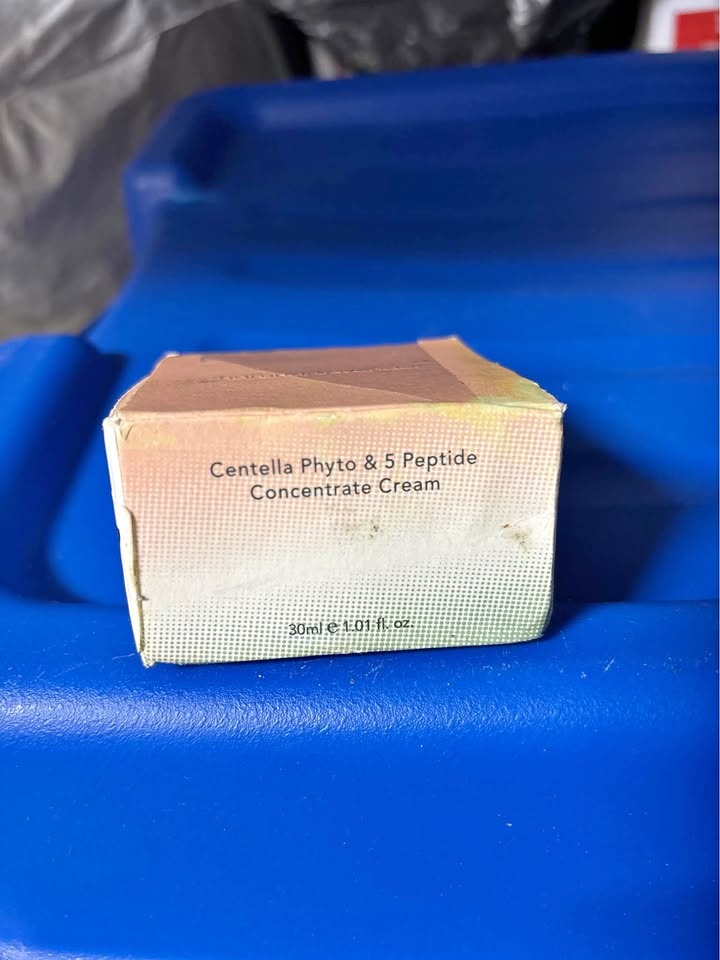 Centella Phyto & 5 Peptide
Concentrate Cream
30ml ℮ 1.01 fl. oz.